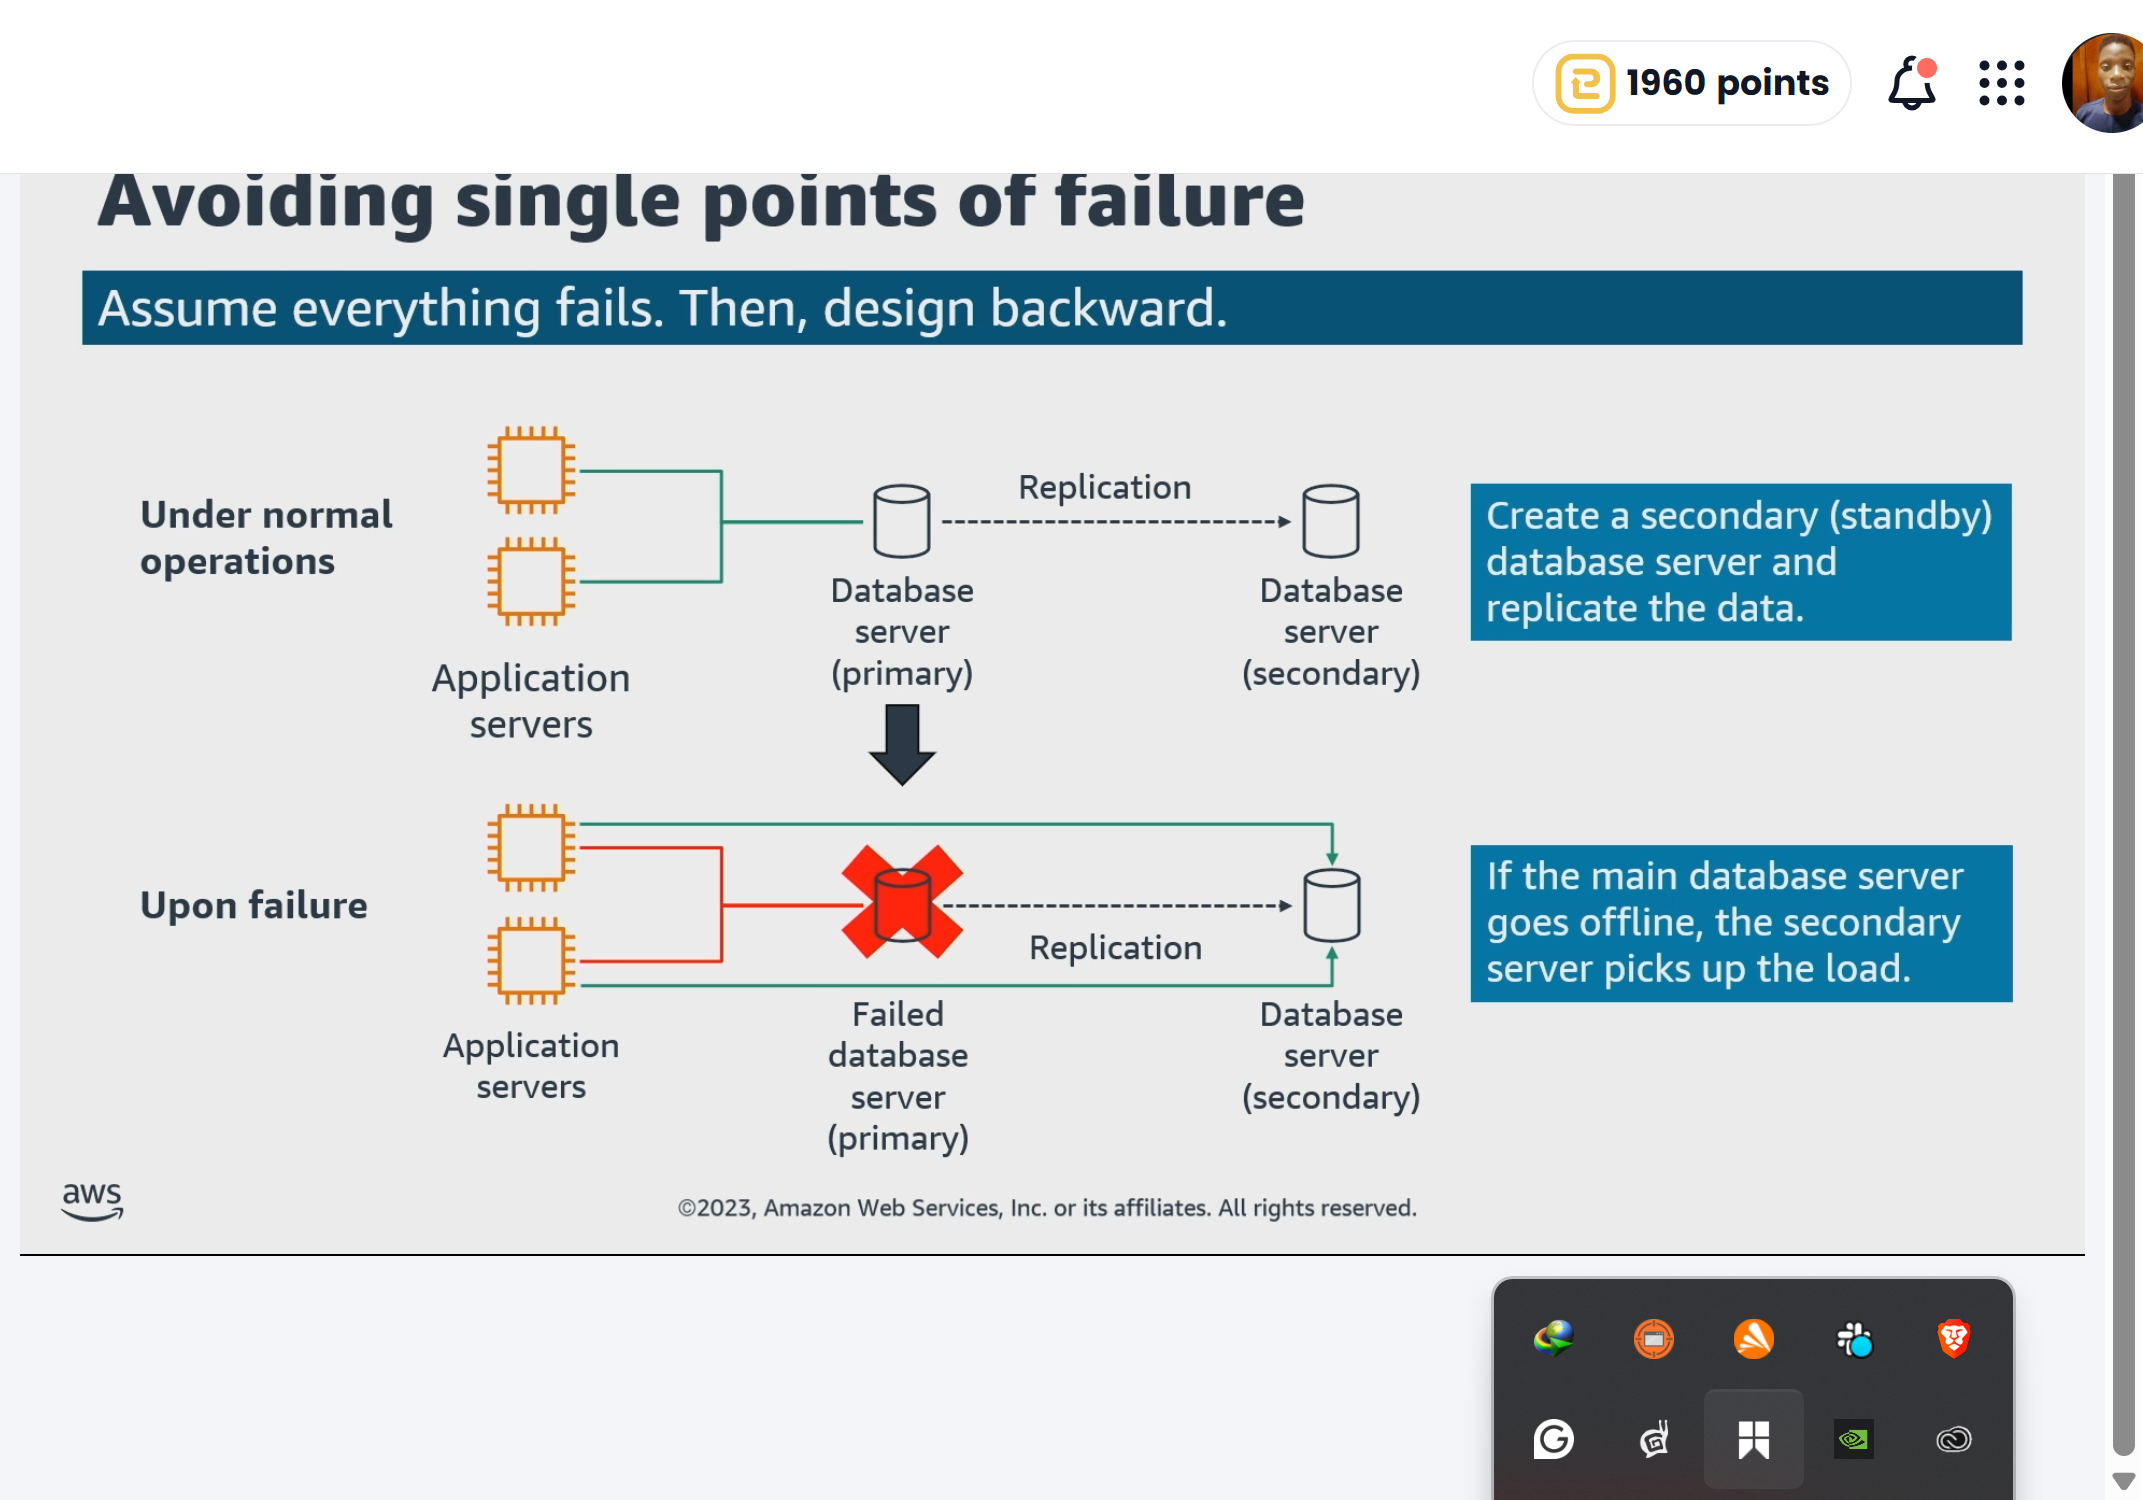 1960 points
Avoiding single points of failure
Assume everything fails. Then, design backward.
Under normal
operations
Application
servers
Replication
Database
server
(primary)
Database
server
(secondary)
Create a secondary (standby)
database server and
replicate the data.
Upon failure
Application
servers
Replication
Failed
database
server
(primary)
Database
server
(secondary)
If the main database server
goes offline, the secondary
server picks up the load.
aws
©2023, Amazon Web Services, Inc. or its affiliates. All rights reserved.